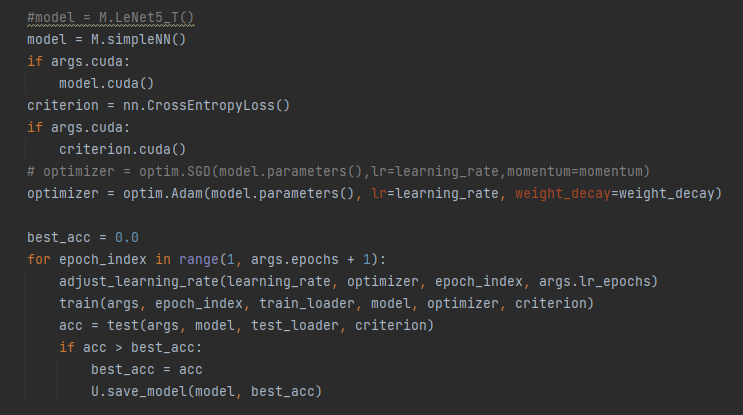 #model = M.LeNet5_T()
model = M.simpleNN()
if args.cuda:
    model.cuda()
criterion = nn.CrossEntropyLoss()
if args.cuda:
    criterion.cuda()
# optimizer = optim.SGD(model.parameters(),lr=learning_rate,momentum=momentum)
optimizer = optim.Adam(model.parameters(), lr=learning_rate, weight_decay=weight_decay)

best_acc = 0.0
for epoch_index in range(1, args.epochs + 1):
    adjust_learning_rate(learning_rate, optimizer, epoch_index, args.lr_epochs)
    train(args, epoch_index, train_loader, model, optimizer, criterion)
    acc = test(args, model, test_loader, criterion)
    if acc > best_acc:
        best_acc = acc
        U.save_model(model, best_acc)